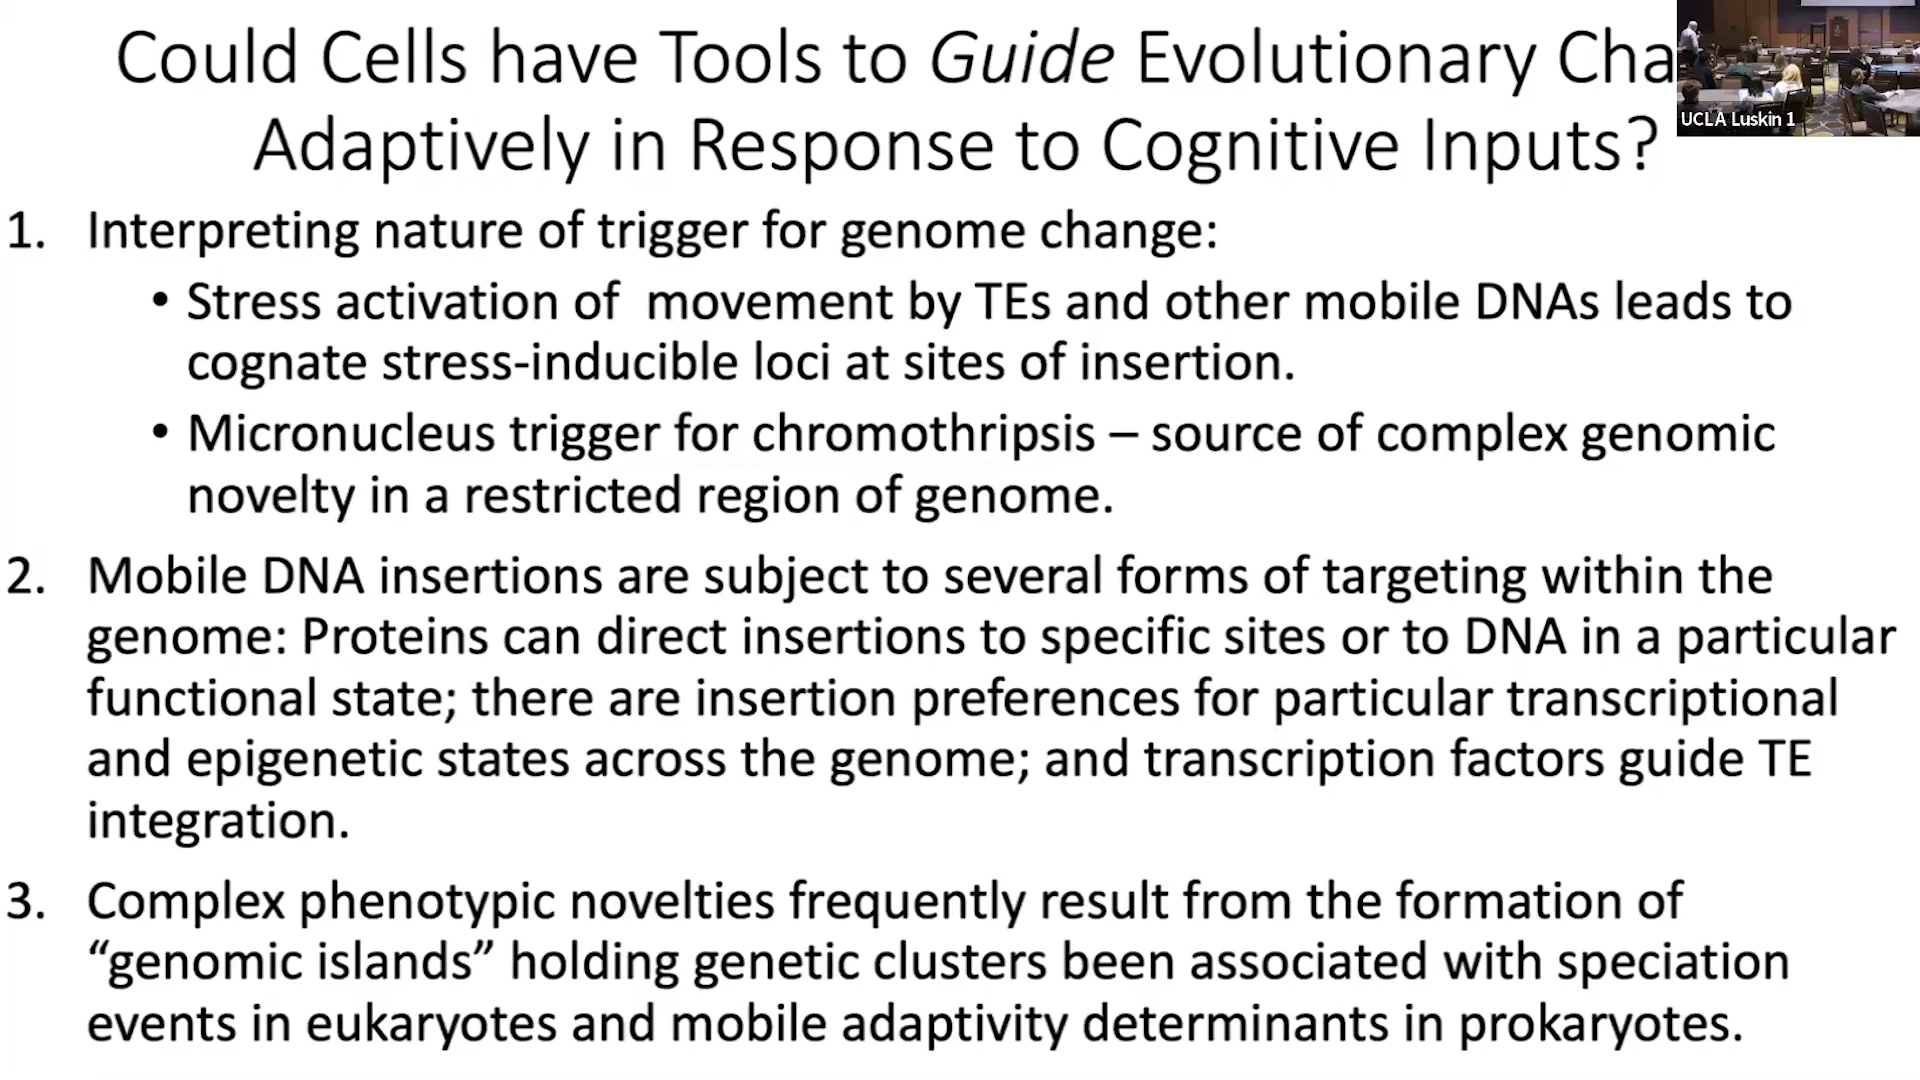 Could Cells have Tools to Guide Evolutionary Cha
UCLA Luskin 1
Adaptively in Response to Cognitive Inputs?
1. Interpreting nature of trigger for genome change:
• Stress activation of  movement by TEs and other mobile DNAs leads to
cognate stress-inducible loci at sites of insertion.
• Micronucleus trigger for chromothripsis – source of complex genomic
novelty in a restricted region of genome.
2. Mobile DNA insertions are subject to several forms of targeting within the
genome: Proteins can direct insertions to specific sites or to DNA in a particular
functional state; there are insertion preferences for particular transcriptional
and epigenetic states across the genome; and transcription factors guide TE
integration.
3. Complex phenotypic novelties frequently result from the formation of
“genomic islands” holding genetic clusters been associated with speciation
events in eukaryotes and mobile adaptivity determinants in prokaryotes.